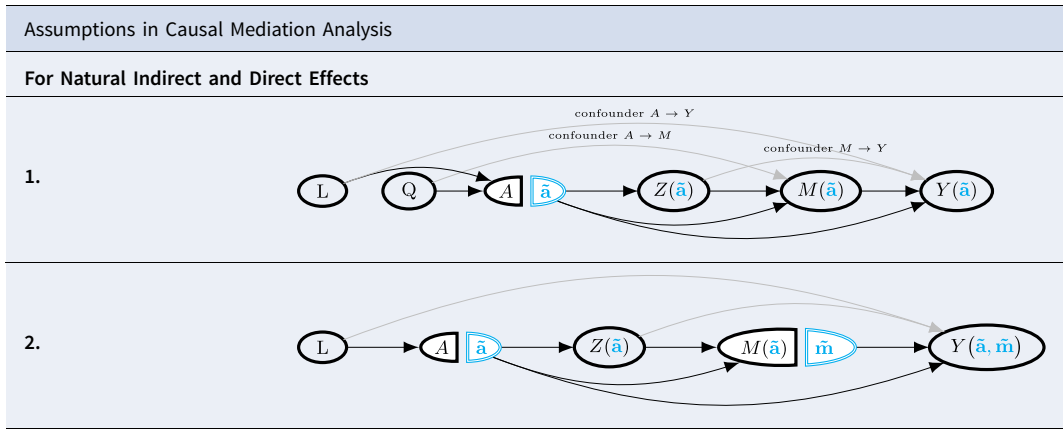 Assumptions in Causal Mediation Analysis
For Natural Indirect and Direct Effects
confounder A → Y
confounder A → M
confounder M → Y
1.
L Q A ã Z(ã) M(ã) Y(ã)
2.
L A ã Z(ã) M(ã) m̃ Y(ã, m̃)